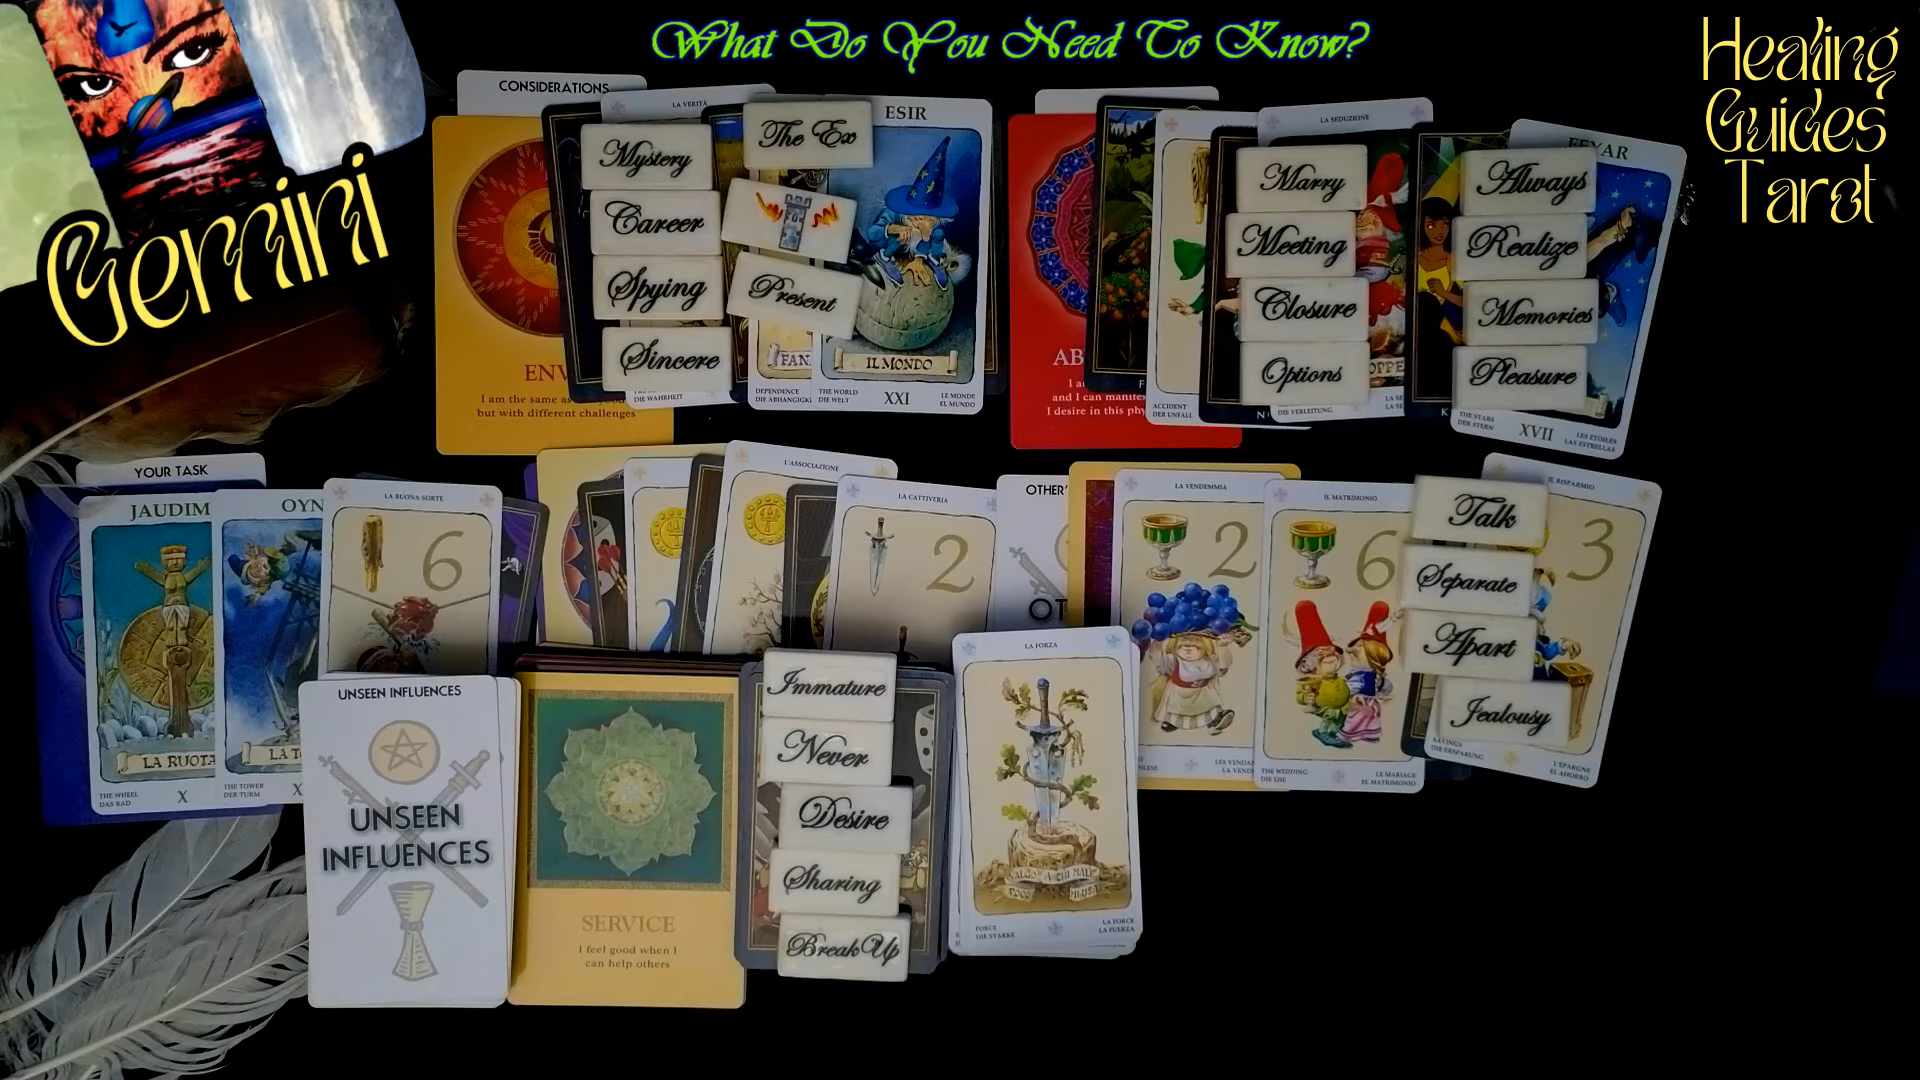 What Do You Need To Know?
Healing
Guides
Tarot
Gemini
CONSIDERATIONS
ENV
I am the same as
but with different challenges
LA VERITÀ
DIE WAHRHEIT
Mystery
Career
Spying
Sincere
The Ex
Present
FAN
DEPENDENCE
ESIR
IL MONDO
THE WORLD
DIE WELT
XXI
LE MONDE
EL MUNDO
AB
and I can manifes
I desire in this phy
ACCIDENT
DER UNFALL
LA SEDUZIONE
Marry
Meeting
Closure
Options
DIE VERLEITUNG
Always
Realize
Memories
Pleasure
THE STARS
DER STERN
XVII
LES ETOILES
LAS ESTRELLAS
YOUR TASK
JAUDIM
LA RUOTA
THE WHEEL
DAS RAD
X
OYN
LA TO
THE TOWER
DER TURM
X
LA BUONA SORTE
6
L'ASSOCIAZIONE
LA CATTIVERIA
2
OTHER'
OT
LA VENDEMMIA
2
IL MATRIMONIO
6
THE WEDDING
DIE EHE
LE MARIAGE
EL MATRIMONIO
IL RISPARMIO
3
Talk
Separate
Apart
Jealousy
SAVINGS
DIE ERSPARUNG
L'EPARGNE
EL AHORRO
UNSEEN INFLUENCES
UNSEEN
INFLUENCES
SERVICE
I feel good when I
can help others
Immature
Never
Desire
Sharing
Break Up
LA FORZA
FORCE
DIE STARKE
LA FORCE
LA FUERZA